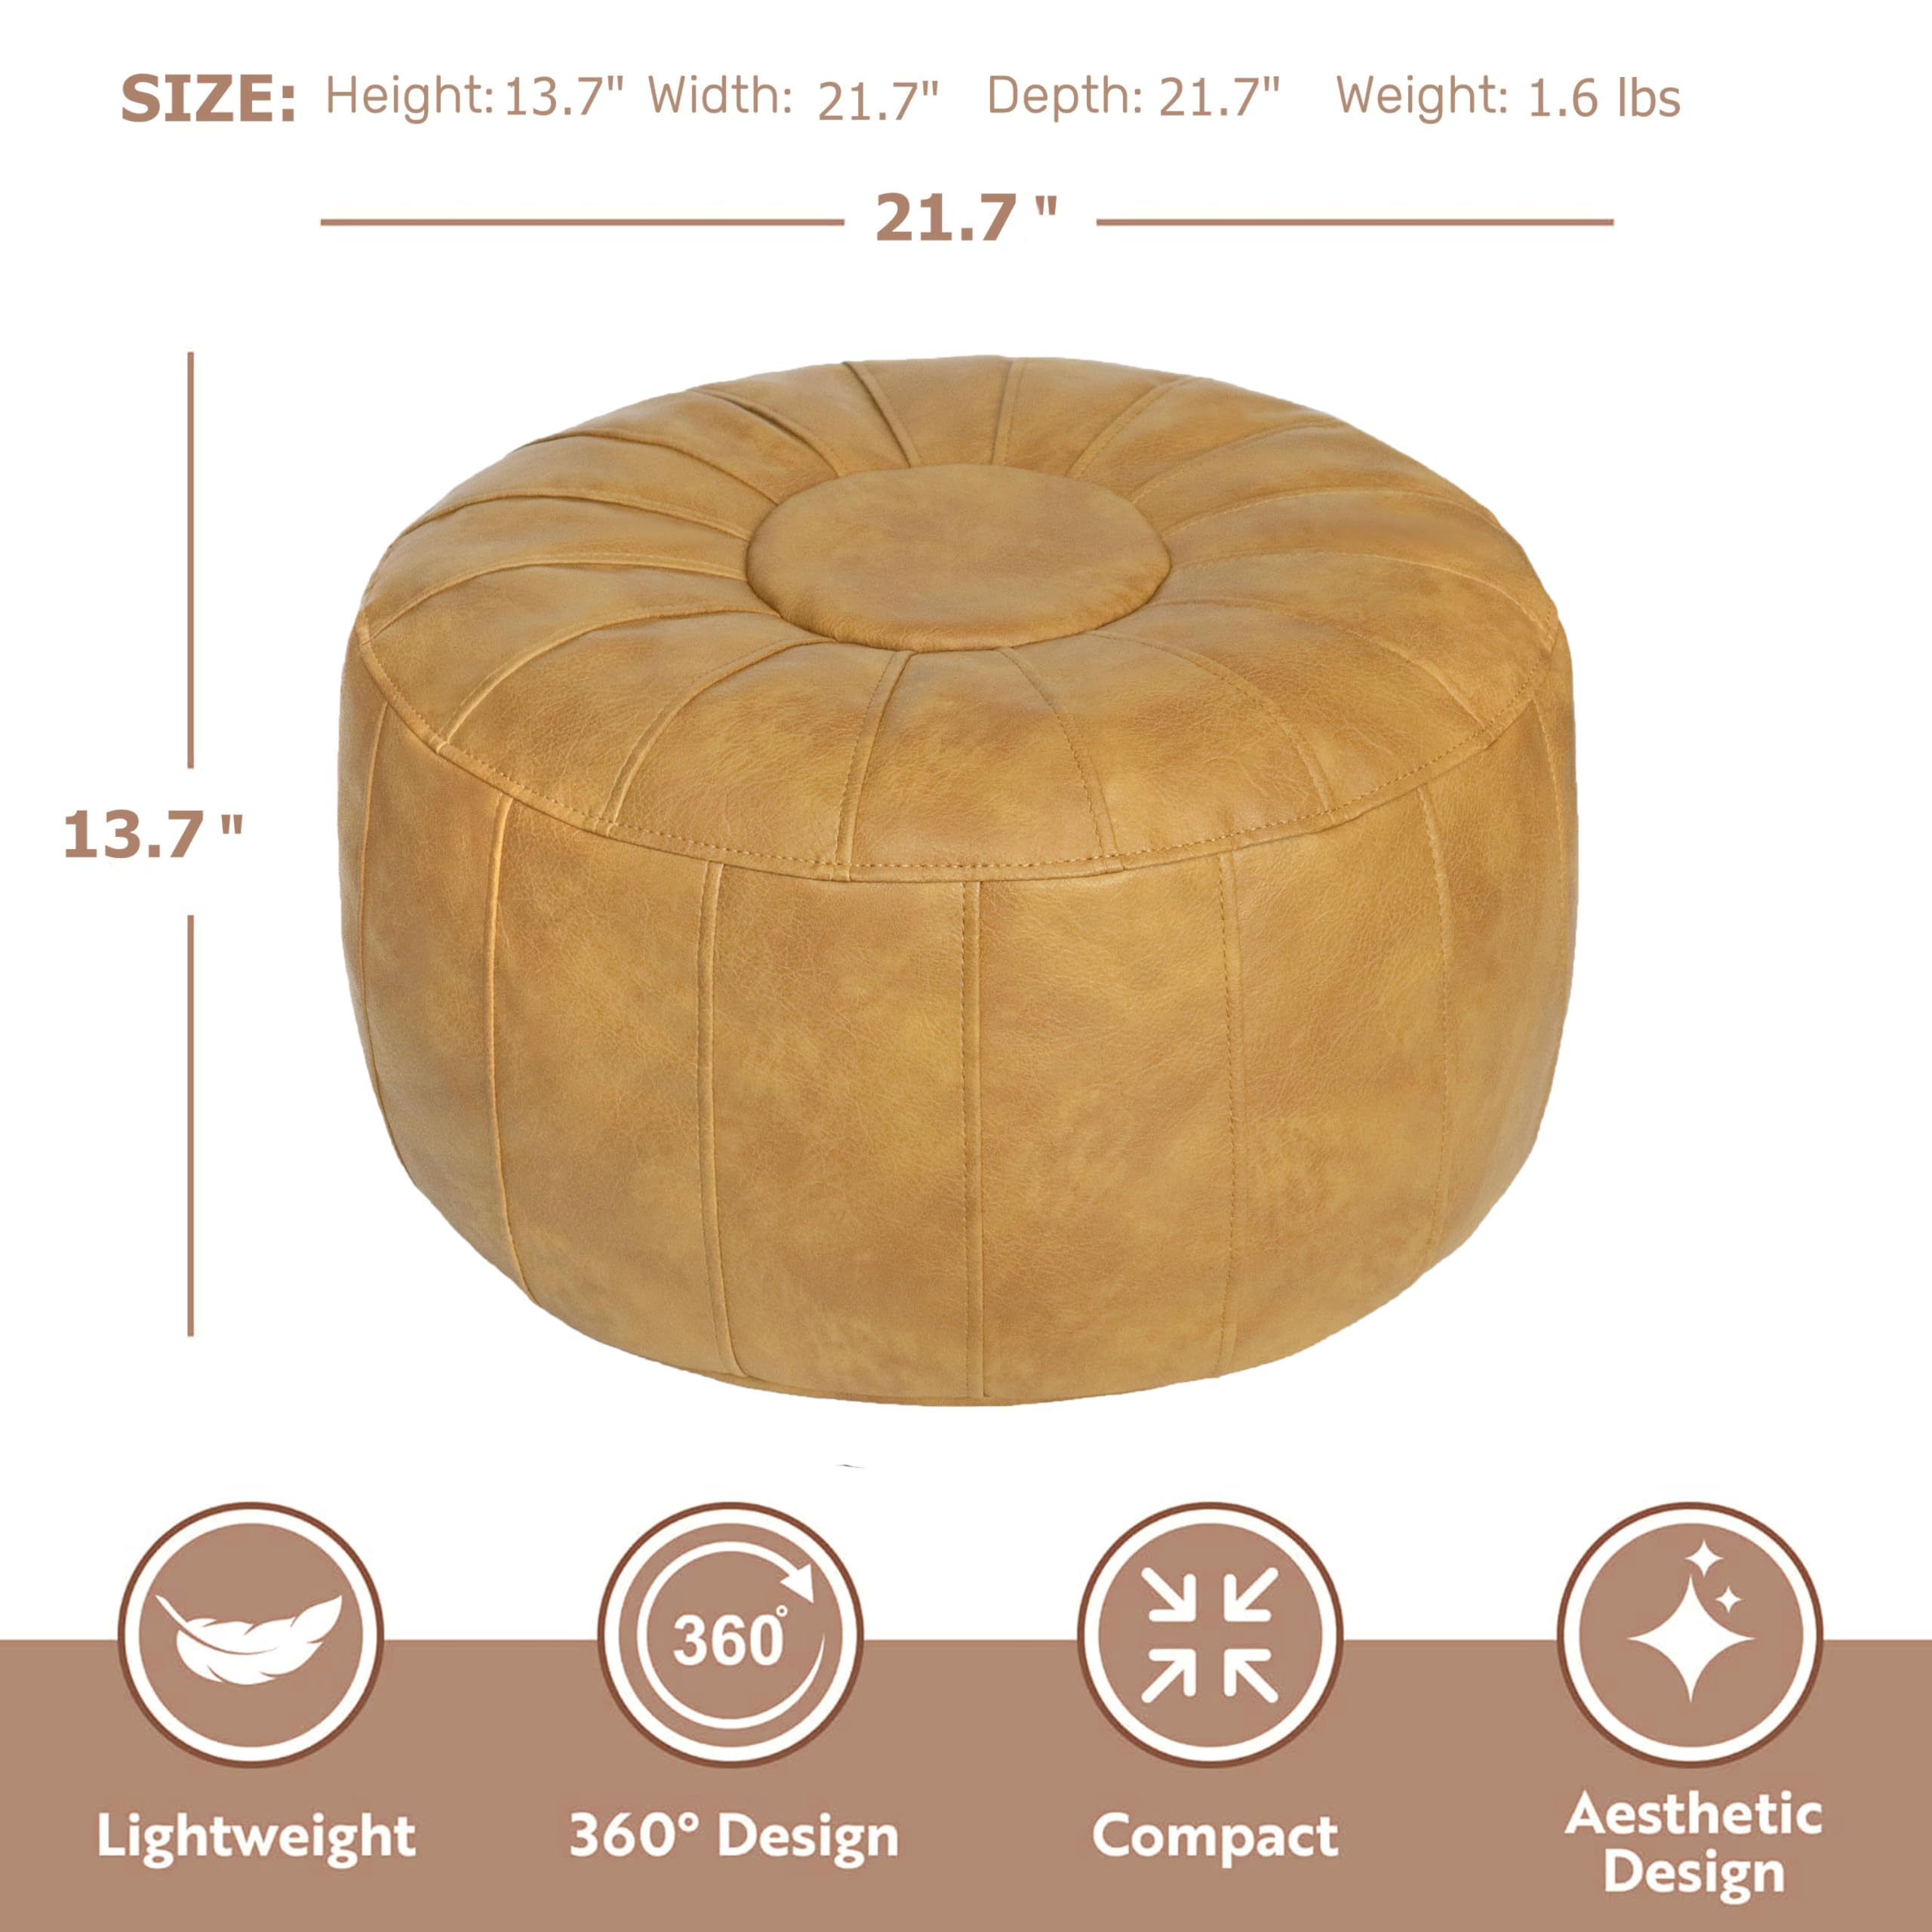 SIZE: Height: 13.7" Width: 21.7" Depth: 21.7" Weight: 1.6 lbs
21.7 "
13.7 "
360°
Lightweight
360° Design
Compact
Aesthetic
Design